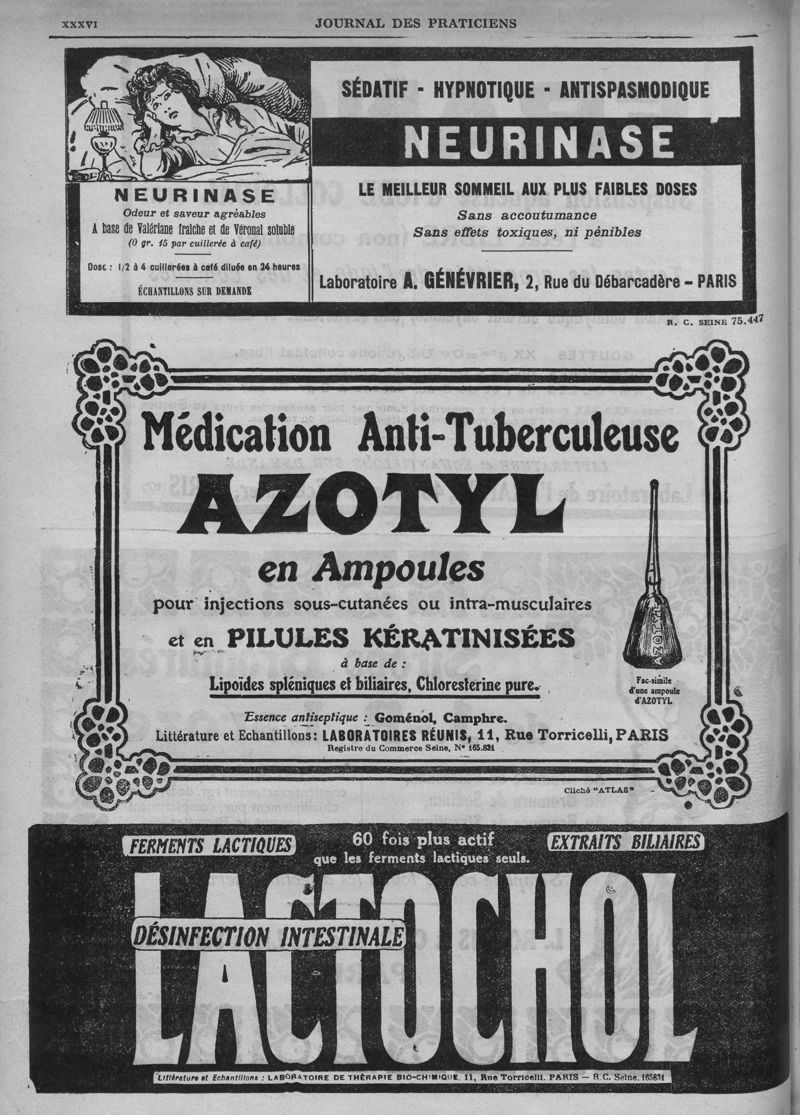 XXXVI
JOURNAL DES PRATICIENS
NEURINASE
Odeur et saveur agréables
A base de Valériane fraîche et de Véronal soluble
(0 gr. 15 par cuillerée à café)
Dose : 1/2 à 4 cuillerées à café diluée en 24 heures
ÉCHANTILLONS SUR DEMANDE
SÉDATIF - HYPNOTIQUE - ANTISPASMODIQUE
NEURINASE
LE MEILLEUR SOMMEIL AUX PLUS FAIBLES DOSES
Sans accoutumance
Sans effets toxiques, ni pénibles
Laboratoire A. GÉNÉVRIER, 2, Rue du Débarcadère - PARIS
R. C. SEINE 75.447
Médication Anti-Tuberculeuse
AZOTYL
en Ampoules
pour injections sous-cutanées ou intra-musculaires
et en PILULES KÉRATINISÉES
à base de :
Lipoïdes spléniques et biliaires, Chloresterine pure.
Essence antiseptique : Goménol, Camphre.
Littérature et Echantillons : LABORATOIRES RÉUNIS, 11, Rue Torricelli, PARIS
Registre du Commerce Seine, N° 165.831
AZOTYL
Fac-simile
d'une ampoule
d'AZOTYL
Cliché "ATLAS"
FERMENTS LACTIQUES
60 fois plus actif
que les ferments lactiques seuls.
EXTRAITS BILIAIRES
LACTOCHOL
DÉSINFECTION INTESTINALE
Littérature et Echantillons : LABORATOIRE DE THÉRAPIE BIO-CHIMIQUE, 11, Rue Torricelli, PARIS — R. C. Seine, 165831